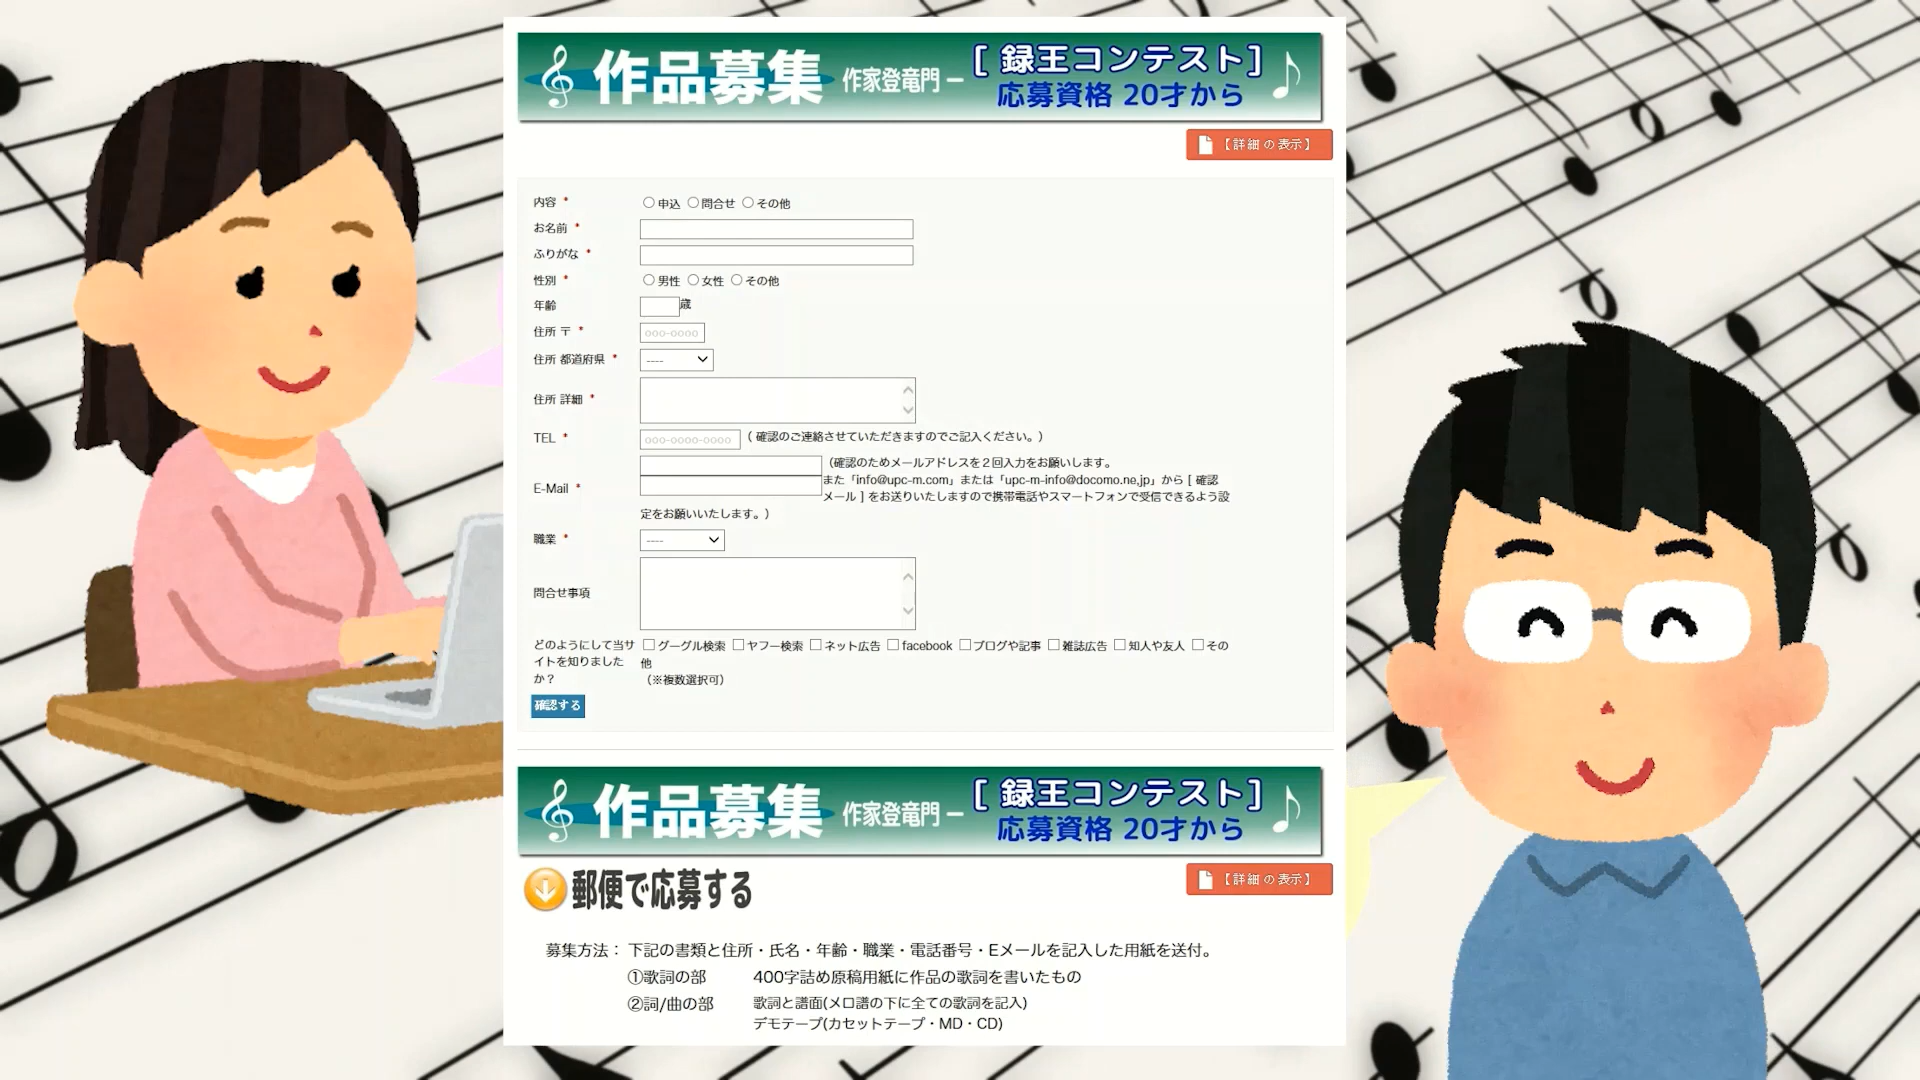 作品募集 作家登竜門ー [録王コンテスト]
応募資格 20才から
【詳細の表示】
内容 * 申込 問合せ その他
お名前 *
ふりがな *
性別 * 男性 女性 その他
年齢 歳
住所 〒 * 000-0000
住所 都道府県 * ----
住所 詳細 *
TEL * 000-0000-0000 （ 確認のご連絡させていただきますのでご記入ください。）
E-Mail * （確認のためメールアドレスを２回入力をお願いします。
また「info@upc-m.com」または「upc-m-info@docomo.ne.jp」から [ 確認
メール ] をお送りいたしますので携帯電話やスマートフォンで受信できるよう設
定をお願いいたします。）
職業 * ----
問合せ事項
どのようにして当サ グーグル検索 ヤフー検索 ネット広告 facebook ブログや記事 雑誌広告 知人や友人 その
イトを知りました 他
か？ （※複数選択可）
確認する
作品募集 作家登竜門ー [録王コンテスト]
応募資格 20才から
郵便で応募する
【詳細の表示】
募集方法： 下記の書類と住所・氏名・年齢・職業・電話番号・Eメールを記入した用紙を送付。
①歌詞の部 400字詰め原稿用紙に作品の歌詞を書いたもの
②詞/曲の部 歌詞と譜面(メロ譜の下に全ての歌詞を記入)
デモテープ(カセットテープ・MD・CD)